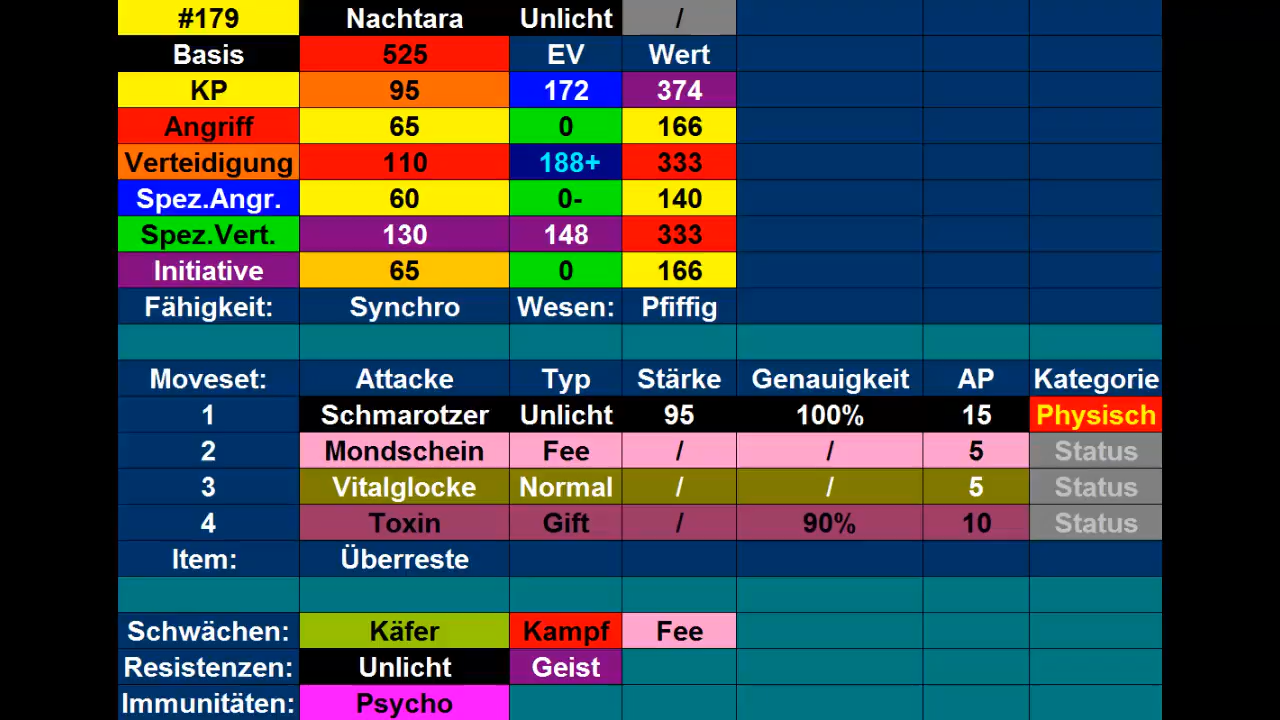 #179 Nachtara Unlicht /
Basis 525 EV Wert
KP 95 172 374
Angriff 65 0 166
Verteidigung 110 188+ 333
Spez.Angr. 60 0- 140
Spez.Vert. 130 148 333
Initiative 65 0 166
Fähigkeit: Synchro Wesen: Pfiffig
Moveset: Attacke Typ Stärke Genauigkeit AP Kategorie
1 Schmarotzer Unlicht 95 100% 15 Physisch
2 Mondschein Fee / / 5 Status
3 Vitalglocke Normal / / 5 Status
4 Toxin Gift / 90% 10 Status
Item: Überreste
Schwächen: Käfer Kampf Fee
Resistenzen: Unlicht Geist
Immunitäten: Psycho